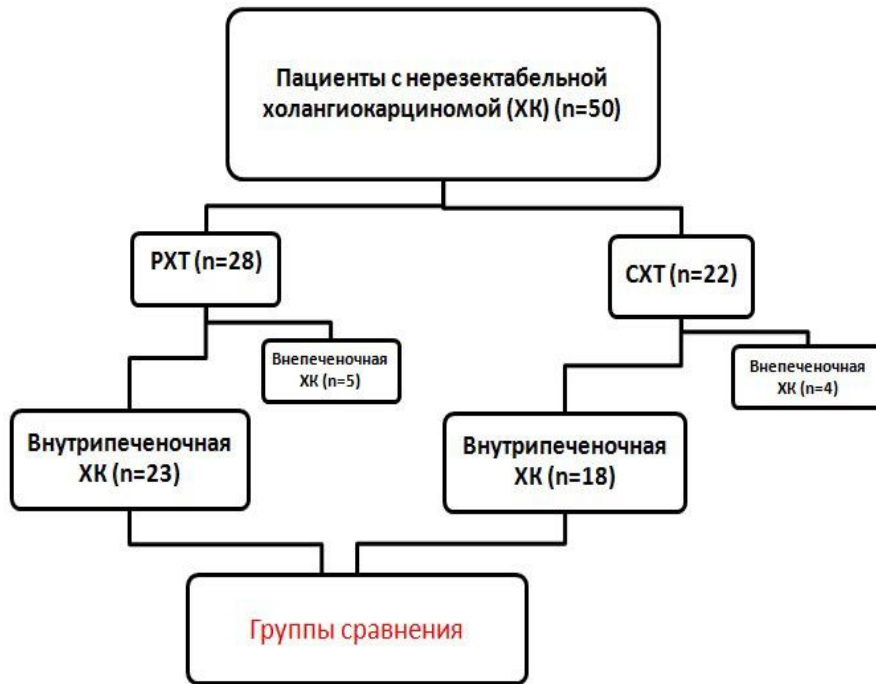 Пациенты с нерезектабельной
холангиокарциномой (ХК) (n=50)
РХТ (n=28)
СХТ (n=22)
Внепеченочная
ХК (n=5)
Внепеченочная
ХК (n=4)
Внутрипеченочная
ХК (n=23)
Внутрипеченочная
ХК (n=18)
Группы сравнения